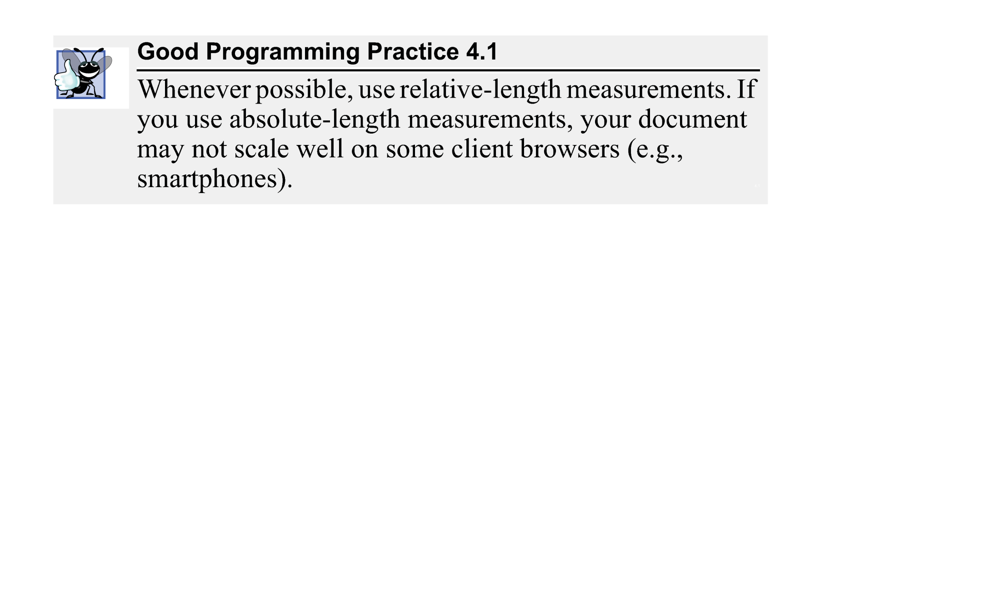 Good Programming Practice 4.1
Whenever possible, use relative-length measurements. If
you use absolute-length measurements, your document
may not scale well on some client browsers (e.g.,
smartphones).